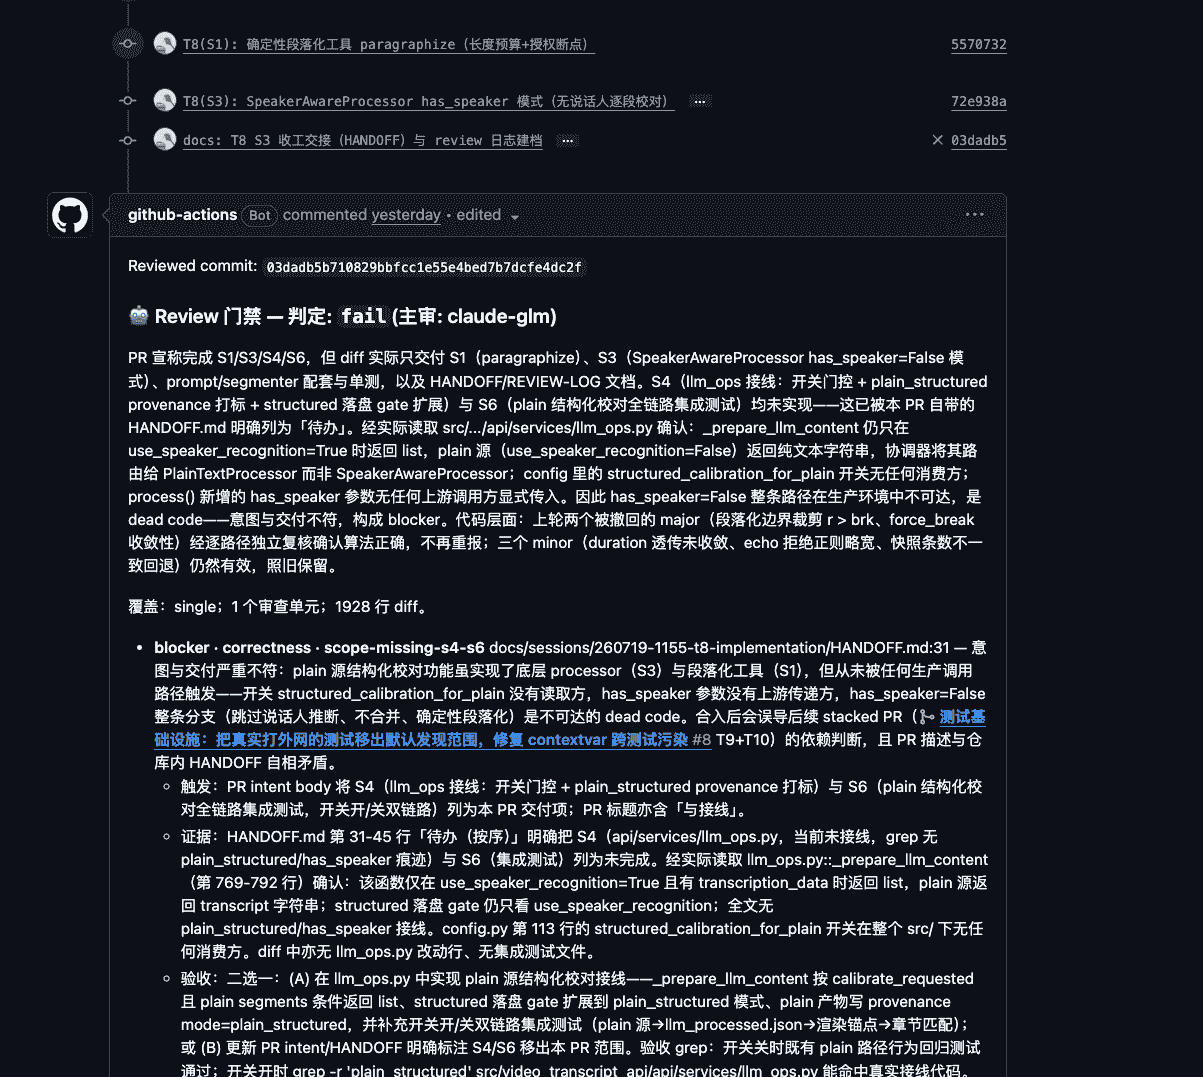 T8(S1): 确定性段落化工具 paragraphize（长度预算+授权断点） 5570732
T8(S3): SpeakerAwareProcessor has_speaker 模式（无说话人逐段校对） ... 72e938a
docs: T8 S3 收工交接（HANDOFF）与 review 日志建档 ... 03dadb5
github-actions Bot commented yesterday • edited
Reviewed commit: 03dadb5b710829bbfcc1e55e4bed7b7dcfe4dc2f
🤖 Review 门禁 — 判定: fail (主审: claude-glm)
PR 宣称完成 S1/S3/S4/S6，但 diff 实际只交付 S1（paragraphize）、S3（SpeakerAwareProcessor has_speaker=False 模
式）、prompt/segmenter 配套与单测，以及 HANDOFF/REVIEW-LOG 文档。S4（llm_ops 接线：开关门控 + plain_structured
provenance 打标 + structured 落盘 gate 扩展）与 S6（plain 结构化校对全链路集成测试）均未实现——这已被本 PR 自带的
HANDOFF.md 明确列为「待办」。经实际读取 src/.../api/services/llm_ops.py 确认：_prepare_llm_content 仍只在
use_speaker_recognition=True 时返回 list，plain 源（use_speaker_recognition=False）返回纯文本字符串，协调器将其路
由给 PlainTextProcessor 而非 SpeakerAwareProcessor；config 里的 structured_calibration_for_plain 开关无任何消费方；
process() 新增的 has_speaker 参数无任何上游调用方显式传入。因此 has_speaker=False 整条路径在生产环境中不可达，是
dead code——意图与交付不符，构成 blocker。代码层面：上轮两个被撤回的 major（段落化边界裁剪 r > brk、force_break
收敛性）经逐路径独立复核确认算法正确，不再重报；三个 minor（duration 透传未收敛、echo 拒绝正则略宽、快照条数不一
致回退）仍然有效，照旧保留。
覆盖：single；1 个审查单元；1928 行 diff。
• blocker · correctness · scope-missing-s4-s6 docs/sessions/260719-1155-t8-implementation/HANDOFF.md:31 — 意
图与交付严重不符：plain 源结构化校对功能虽实现了底层 processor（S3）与段落化工具（S1），但从未被任何生产调用
路径触发——开关 structured_calibration_for_plain 没有读取方，has_speaker 参数没有上游传递方，has_speaker=False
整条分支（跳过说话人推断、不合并、确定性段落化）是不可达的 dead code。合入后会误导后续 stacked PR（测试基
础设施：把真实打外网的测试移出默认发现范围，修复 contextvar 跨测试污染 #8 T9+T10）的依赖判断，且 PR 描述与仓
库内 HANDOFF 自相矛盾。
◦ 触发：PR intent body 将 S4（llm_ops 接线：开关门控 + plain_structured provenance 打标）与 S6（plain 结构化校
对全链路集成测试，开关开/关双链路）列为本 PR 交付项；PR 标题亦含「与接线」。
◦ 证据：HANDOFF.md 第 31-45 行「待办（按序）」明确把 S4（api/services/llm_ops.py，当前未接线，grep 无
plain_structured/has_speaker 痕迹）与 S6（集成测试）列为未完成。经实际读取 llm_ops.py::_prepare_llm_content
（第 769-792 行）确认：该函数仅在 use_speaker_recognition=True 且有 transcription_data 时返回 list，plain 源返
回 transcript 字符串；structured 落盘 gate 仍只看 use_speaker_recognition；全文无
plain_structured/has_speaker 接线。config.py 第 113 行的 structured_calibration_for_plain 开关在整个 src/ 下无任
何消费方。diff 中亦无 llm_ops.py 改动行、无集成测试文件。
◦ 验收：二选一：(A) 在 llm_ops.py 中实现 plain 源结构化校对接线——_prepare_llm_content 按 calibrate_requested
且 plain segments 条件返回 list、structured 落盘 gate 扩展到 plain_structured 模式、plain 产物写 provenance
mode=plain_structured，并补充开关开/关双链路集成测试（plain 源→llm_processed.json→渲染锚点→章节匹配）；
或 (B) 更新 PR intent/HANDOFF 明确标注 S4/S6 移出本 PR 范围。验收 grep：开关关时既有 plain 路径行为回归测试
通过；开关开时 grep -r 'plain_structured' src/video_transcript_api/api/services/llm_ops.py 能命中真实接线代码。